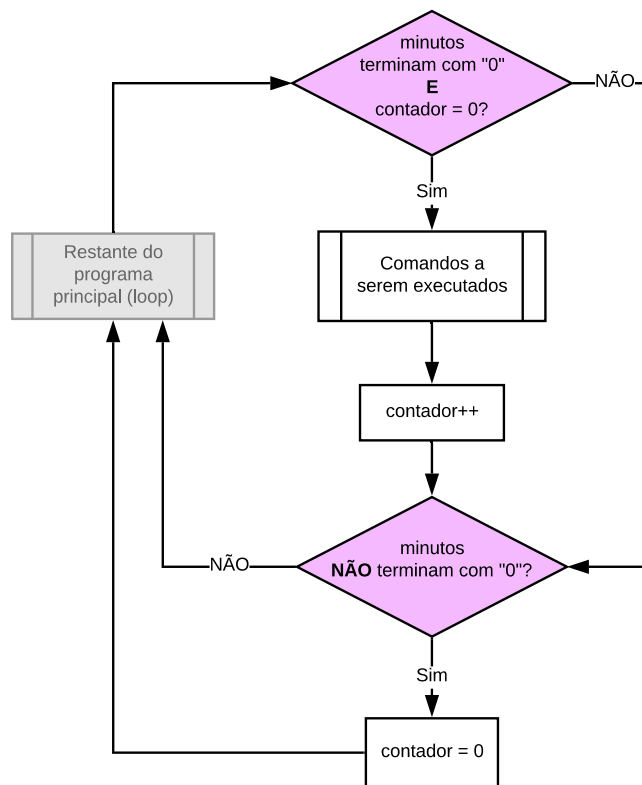 minutos
terminam com "0"
E
contador = 0?
NÃO
Sim
Restante do
programa
principal (loop)
Comandos a
serem executados
contador++
minutos
NÃO terminam com "0"?
NÃO
Sim
contador = 0